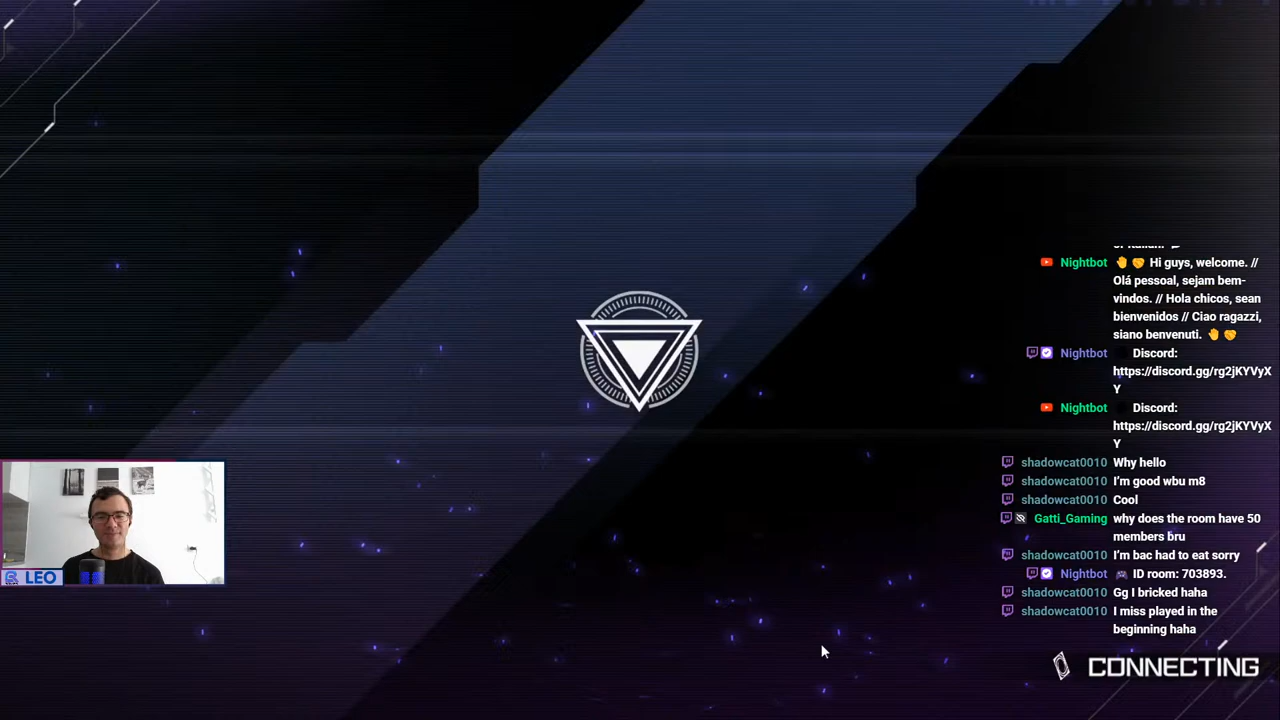 Nightbot 🤚 🤝 Hi guys, welcome. //
Olá pessoal, sejam bem-
vindos. // Hola chicos, sean
bienvenidos // Ciao ragazzi,
siano benvenuti. 🤚 🤝
Nightbot Discord:
https://discord.gg/rg2jKYVyX
Y
Nightbot Discord:
https://discord.gg/rg2jKYVyX
Y
shadowcat0010 Why hello
shadowcat0010 I'm good wbu m8
shadowcat0010 Cool
Gatti_Gaming why does the room have 50
members bru
shadowcat0010 I'm bac had to eat sorry
Nightbot 🎮 ID room: 703893.
shadowcat0010 Gg I bricked haha
shadowcat0010 I miss played in the
beginning haha
LEO
CONNECTING